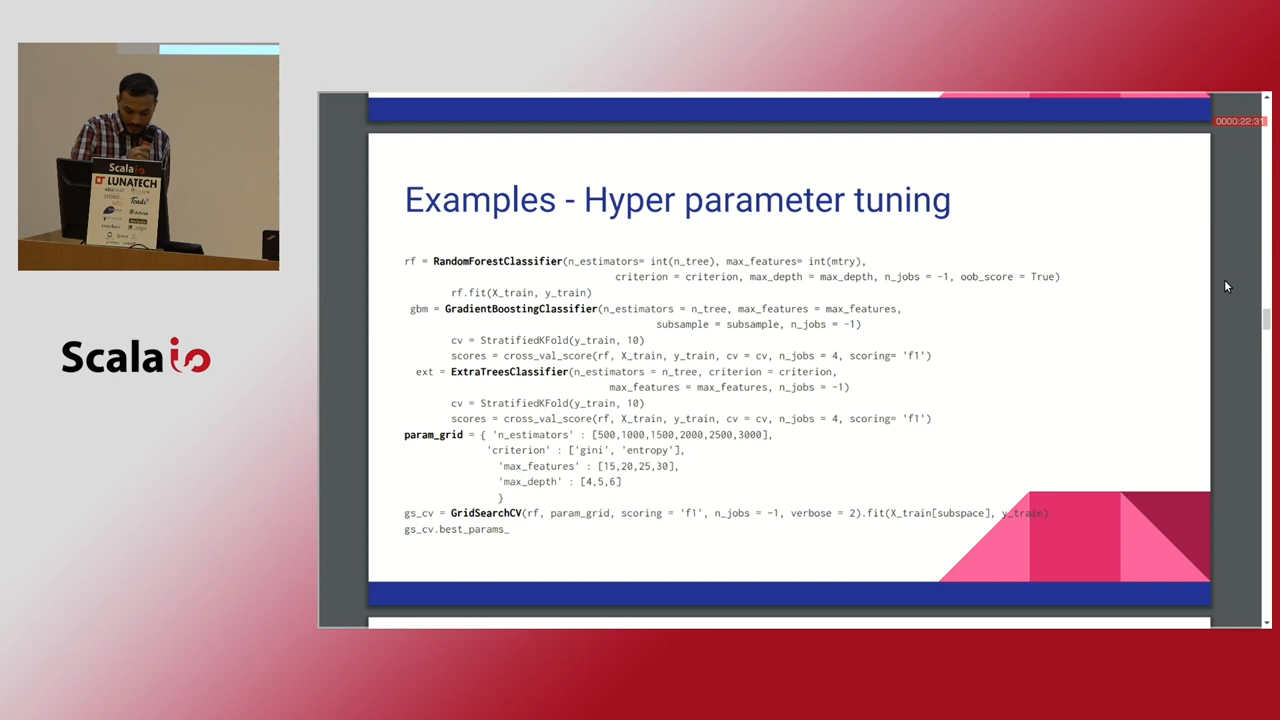 0000:22:31
Examples - Hyper parameter tuning
rf = RandomForestClassifier(n_estimators= int(n_tree), max_features= int(mtry),
criterion = criterion, max_depth = max_depth, n_jobs = -1, oob_score = True)
rf.fit(X_train, y_train)
gbm = GradientBoostingClassifier(n_estimators = n_tree, max_features = max_features,
subsample = subsample, n_jobs = -1)
cv = StratifiedKFold(y_train, 10)
scores = cross_val_score(rf, X_train, y_train, cv = cv, n_jobs = 4, scoring= 'f1')
ext = ExtraTreesClassifier(n_estimators = n_tree, criterion = criterion,
max_features = max_features, n_jobs = -1)
cv = StratifiedKFold(y_train, 10)
scores = cross_val_score(rf, X_train, y_train, cv = cv, n_jobs = 4, scoring= 'f1')
param_grid = { 'n_estimators' : [500,1000,1500,2000,2500,3000],
'criterion' : ['gini', 'entropy'],
'max_features' : [15,20,25,30],
'max_depth' : [4,5,6]
}
gs_cv = GridSearchCV(rf, param_grid, scoring = 'f1', n_jobs = -1, verbose = 2).fit(X_train[subspace], y_train)
gs_cv.best_params_
Scala io
LUNATECH
Scala io